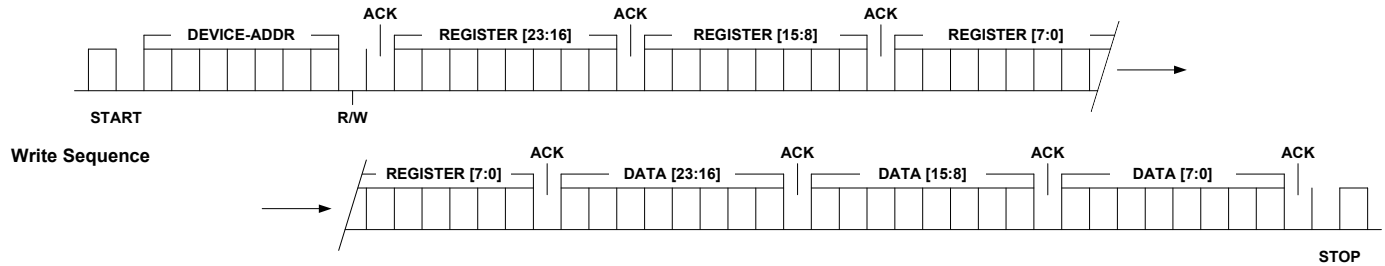 ACK ACK ACK
DEVICE-ADDR REGISTER [23:16] REGISTER [15:8] REGISTER [7:0]
START R/W
Write Sequence
ACK ACK ACK ACK
REGISTER [7:0] DATA [23:16] DATA [15:8] DATA [7:0]
STOP